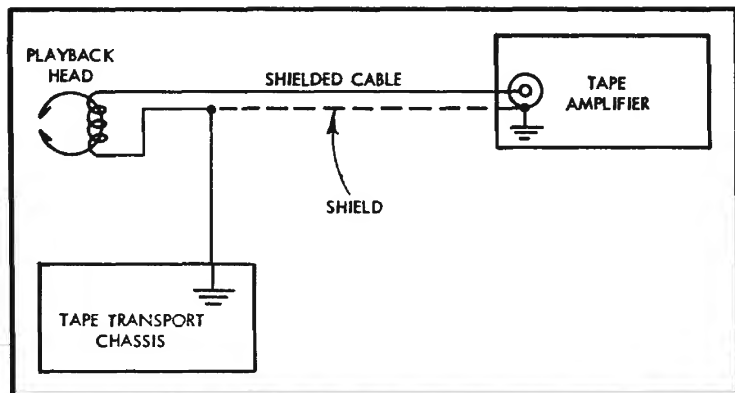 PLAYBACK
HEAD
SHIELDED CABLE
TAPE
AMPLIFIER
SHIELD
TAPE TRANSPORT
CHASSIS